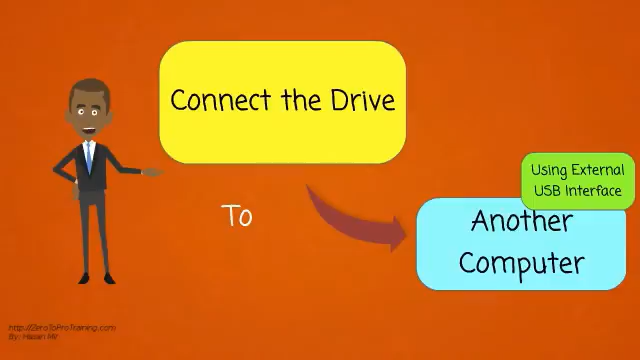 Connect the Drive
Using External
USB Interface
To
Another
Computer
http://ZeroToProTraining.com/
By: Hasan Mir